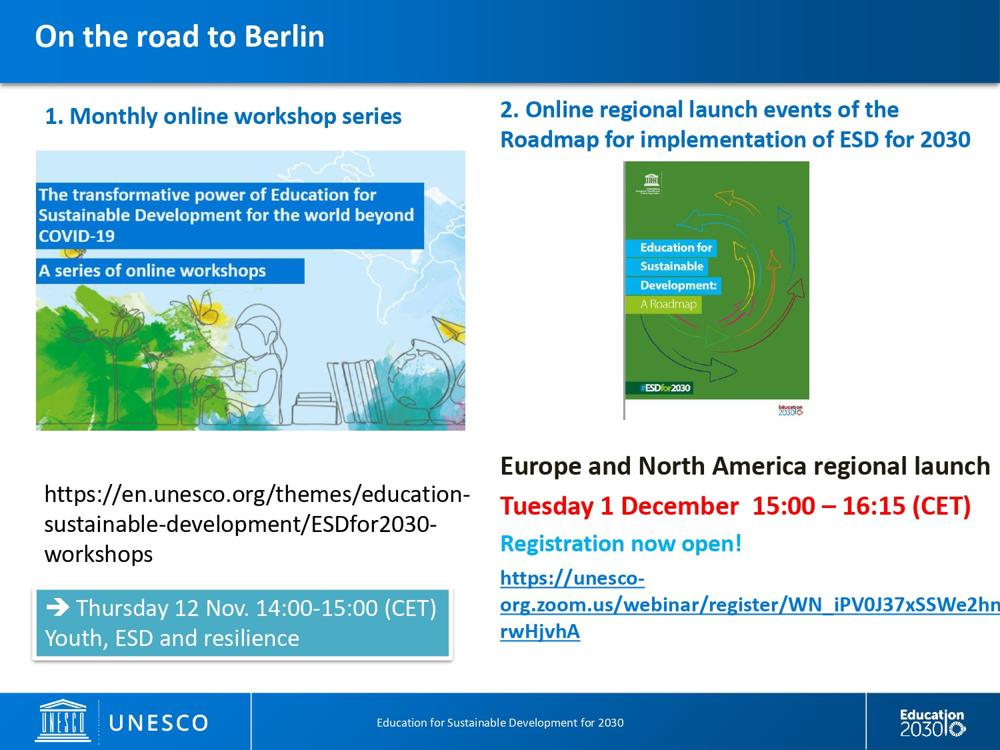 On the road to Berlin
1. Monthly online workshop series
The transformative power of Education for
Sustainable Development for the world beyond
COVID-19
A series of online workshops
https://en.unesco.org/themes/education-
sustainable-development/ESDfor2030-
workshops
➔ Thursday 12 Nov. 14:00-15:00 (CET)
Youth, ESD and resilience
2. Online regional launch events of the
Roadmap for implementation of ESD for 2030
Education for
Sustainable
Development:
A Roadmap
#ESDfor2030
Education
2030
Europe and North America regional launch
Tuesday 1 December 15:00 – 16:15 (CET)
Registration now open!
https://unesco-
org.zoom.us/webinar/register/WN_iPV0J37xSSWe2hn
rwHjvhA
UNESCO
UNESCO
Education for Sustainable Development for 2030
Education
2030